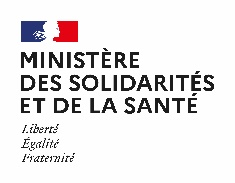 MINISTÈRE
DES SOLIDARITÉS
ET DE LA SANTÉ
Liberté
Égalité
Fraternité